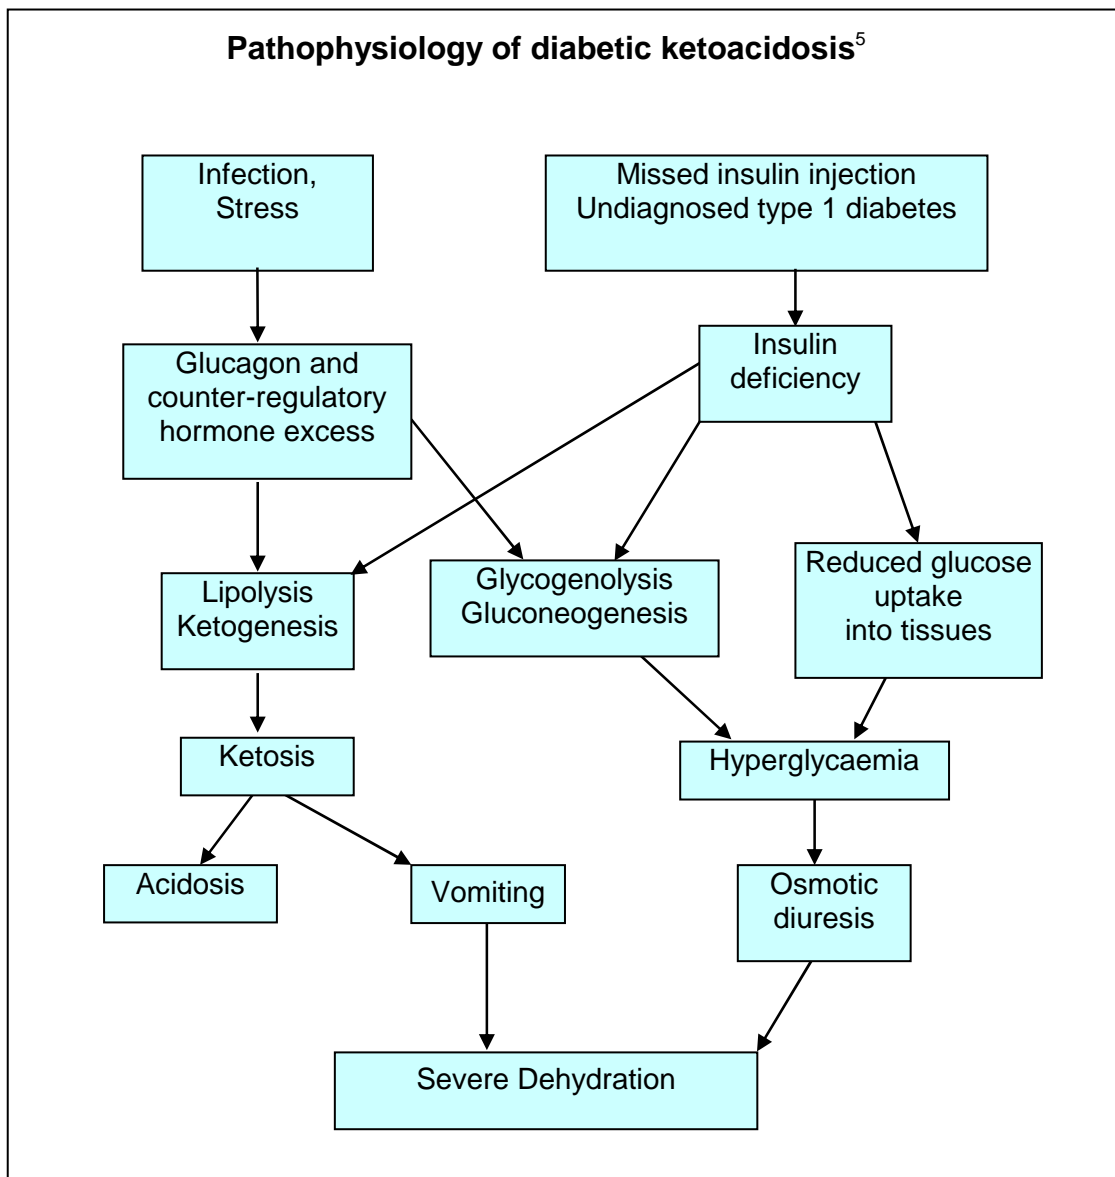 Pathophysiology of diabetic ketoacidosis5
Infection,
Stress
Missed insulin injection
Undiagnosed type 1 diabetes
Glucagon and
counter-regulatory
hormone excess
Insulin
deficiency
Lipolysis
Ketogenesis
Glycogenolysis
Gluconeogenesis
Reduced glucose
uptake
into tissues
Ketosis
Hyperglycaemia
Acidosis
Vomiting
Osmotic
diuresis
Severe Dehydration